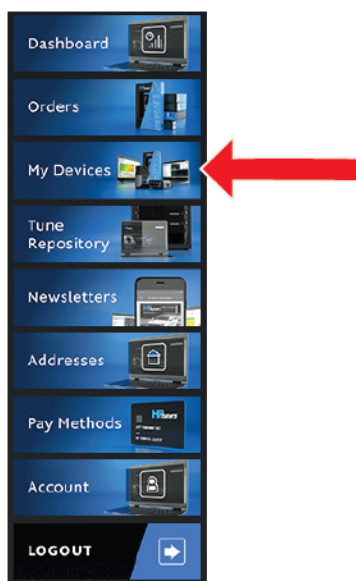 Dashboard
Orders
My Devices
Tune
Repository
Newsletters
Addresses
Pay Methods
Account
LOGOUT